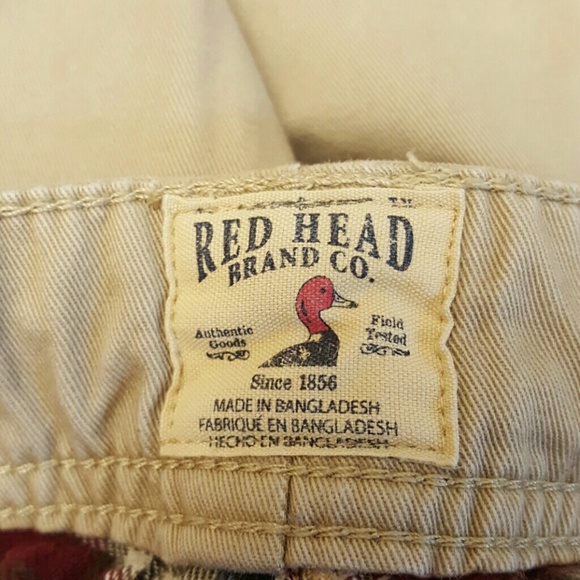 TM
RED HEAD
BRAND CO.
Authentic
Goods
Field
Tested
Since 1856
MADE IN BANGLADESH
FABRIQUÉ EN BANGLADESH
HECHO EN BANGLADESH